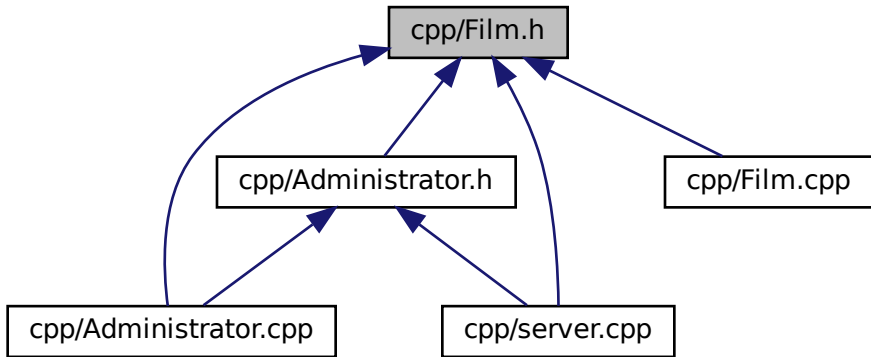 cpp/Film.h
cpp/Administrator.h
cpp/Film.cpp
cpp/Administrator.cpp
cpp/server.cpp